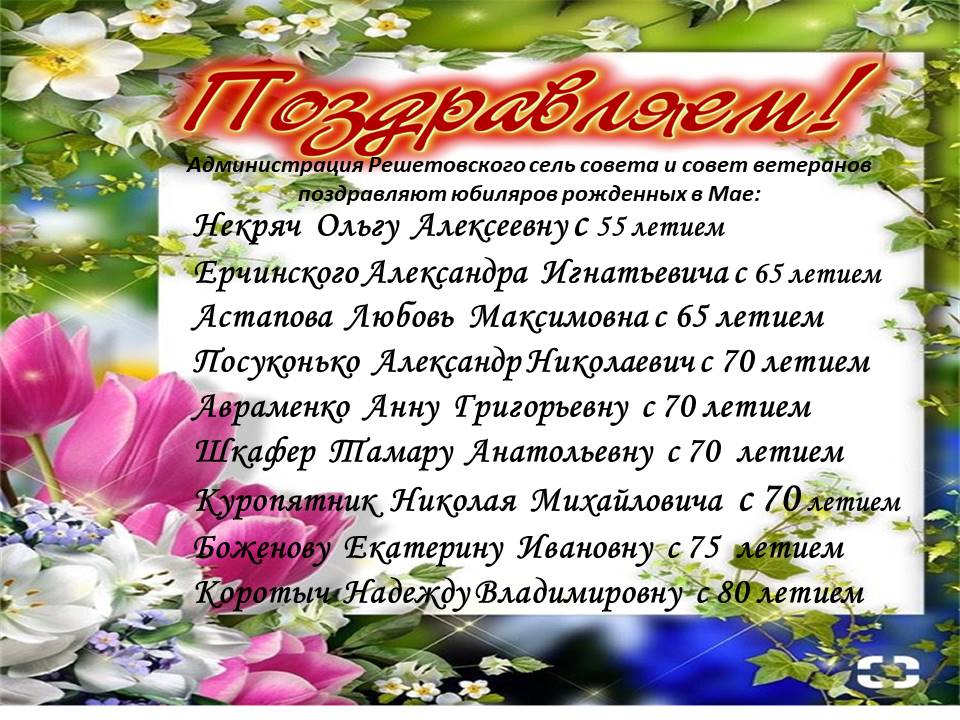 Поздравляем!
Администрация Решетовского сель совета и совет ветеранов
поздравляют юбиляров рожденных в Мае:
Некряч Ольгу Алексеевну с 55 летием
Ерчинского Александра Игнатьевича с 65 летием
Астапова Любовь Максимовна с 65 летием
Посуконько Александр Николаевич с 70 летием
Авраменко Анну Григорьевну с 70 летием
Шкафер Тамару Анатольевну с 70 летием
Куропятник Николая Михайловича с 70 летием
Боженову Екатерину Ивановну с 75 летием
Коротыч Надежду Владимировну с 80 летием